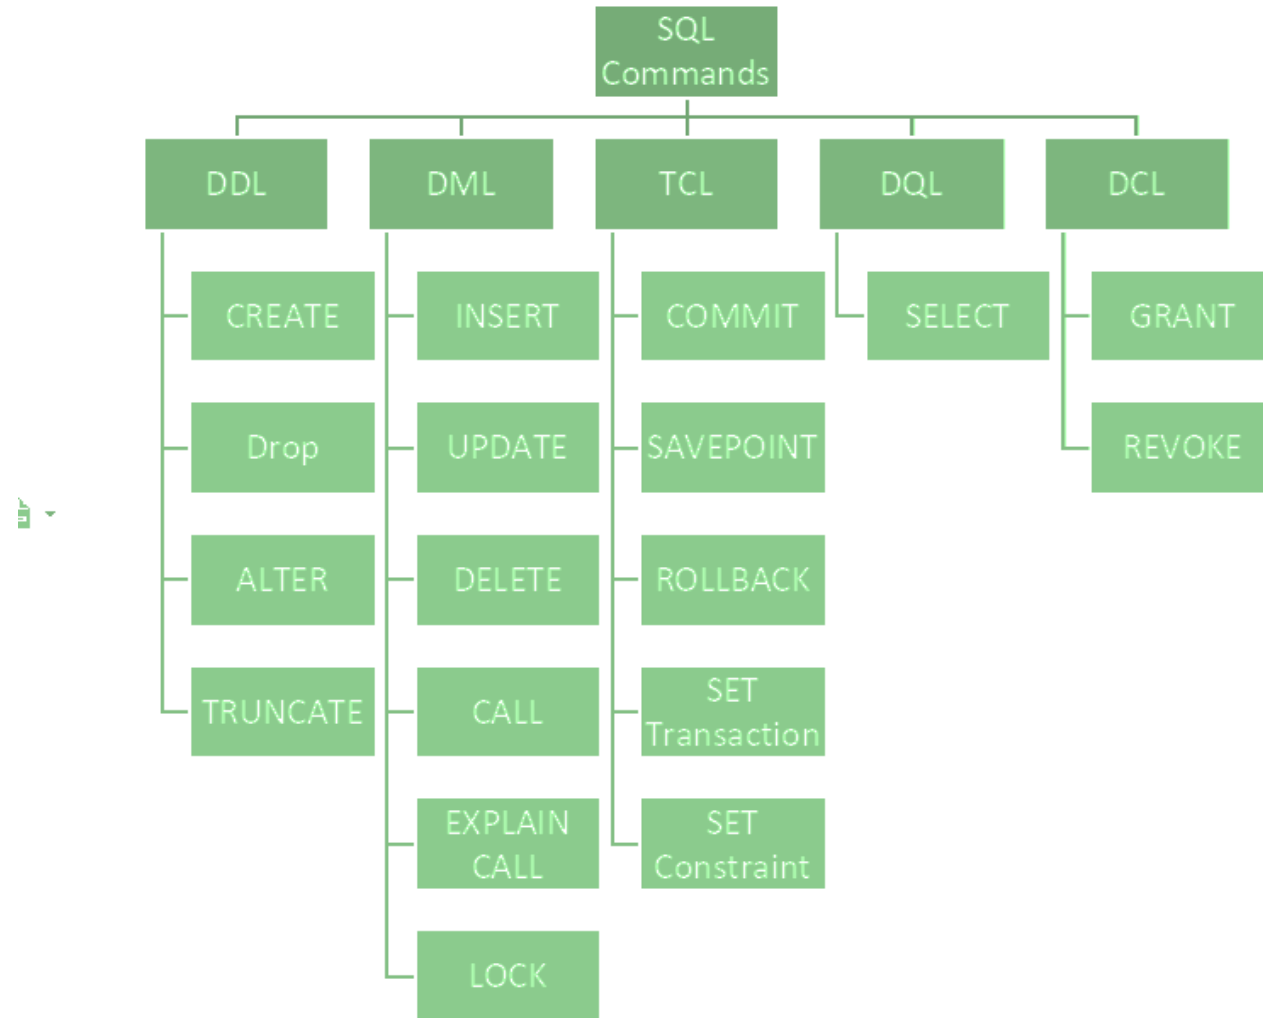 SQL
Commands
DDL
DML
TCL
DQL
DCL
CREATE
INSERT
COMMIT
SELECT
GRANT
Drop
UPDATE
SAVEPOINT
REVOKE
ALTER
DELETE
ROLLBACK
TRUNCATE
CALL
SET
Transaction
EXPLAIN
CALL
SET
Constraint
LOCK